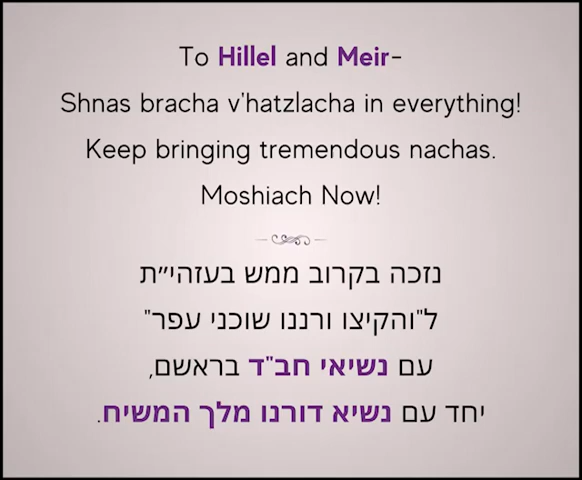 To Hillel and Meir-
Shnas bracha v'hatzlacha in everything!
Keep bringing tremendous nachas.
Moshiach Now!
נזכה בקרוב ממש בעזהי״ת
ל"והקיצו ורננו שוכני עפר"
עם נשיאי חב"ד בראשם,
יחד עם נשיא דורנו מלך המשיח.